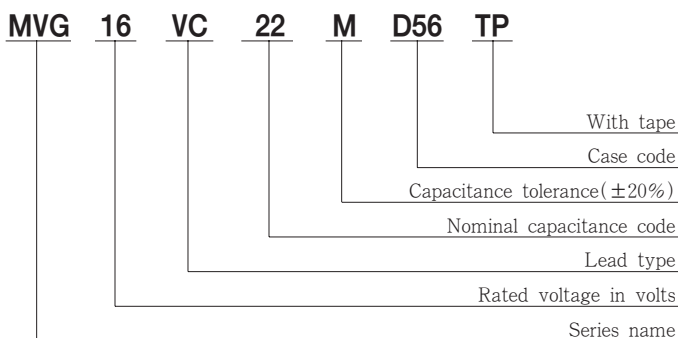 MVG 16 VC 22 M D56 TP
With tape
Case code
Capacitance tolerance(±20%)
Nominal capacitance code
Lead type
Rated voltage in volts
Series name